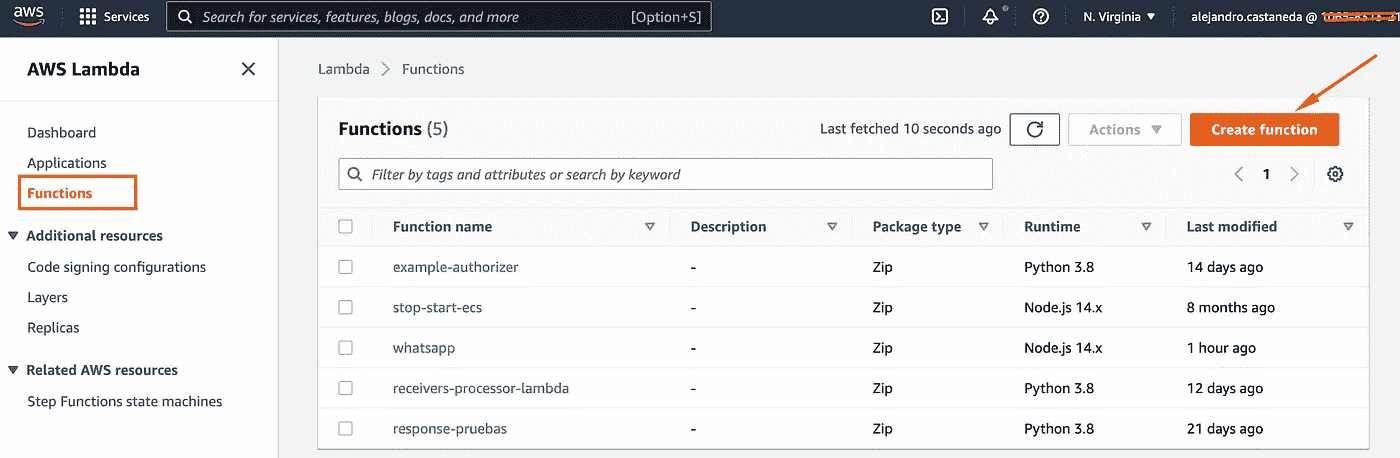 aws Services Search for services, features, blogs, docs, and more [Option+S] N. Virginia alejandro.castaneda @
AWS Lambda
Lambda Functions
Dashboard
Applications
Functions
Additional resources
Code signing configurations
Layers
Replicas
Related AWS resources
Step Functions state machines
Functions (5) Last fetched 10 seconds ago Actions Create function
Filter by tags and attributes or search by keyword 1
Function name Description Package type Runtime Last modified
example-authorizer - Zip Python 3.8 14 days ago
stop-start-ecs - Zip Node.js 14.x 8 months ago
whatsapp - Zip Node.js 14.x 1 hour ago
receivers-processor-lambda - Zip Python 3.8 12 days ago
response-pruebas - Zip Python 3.8 21 days ago